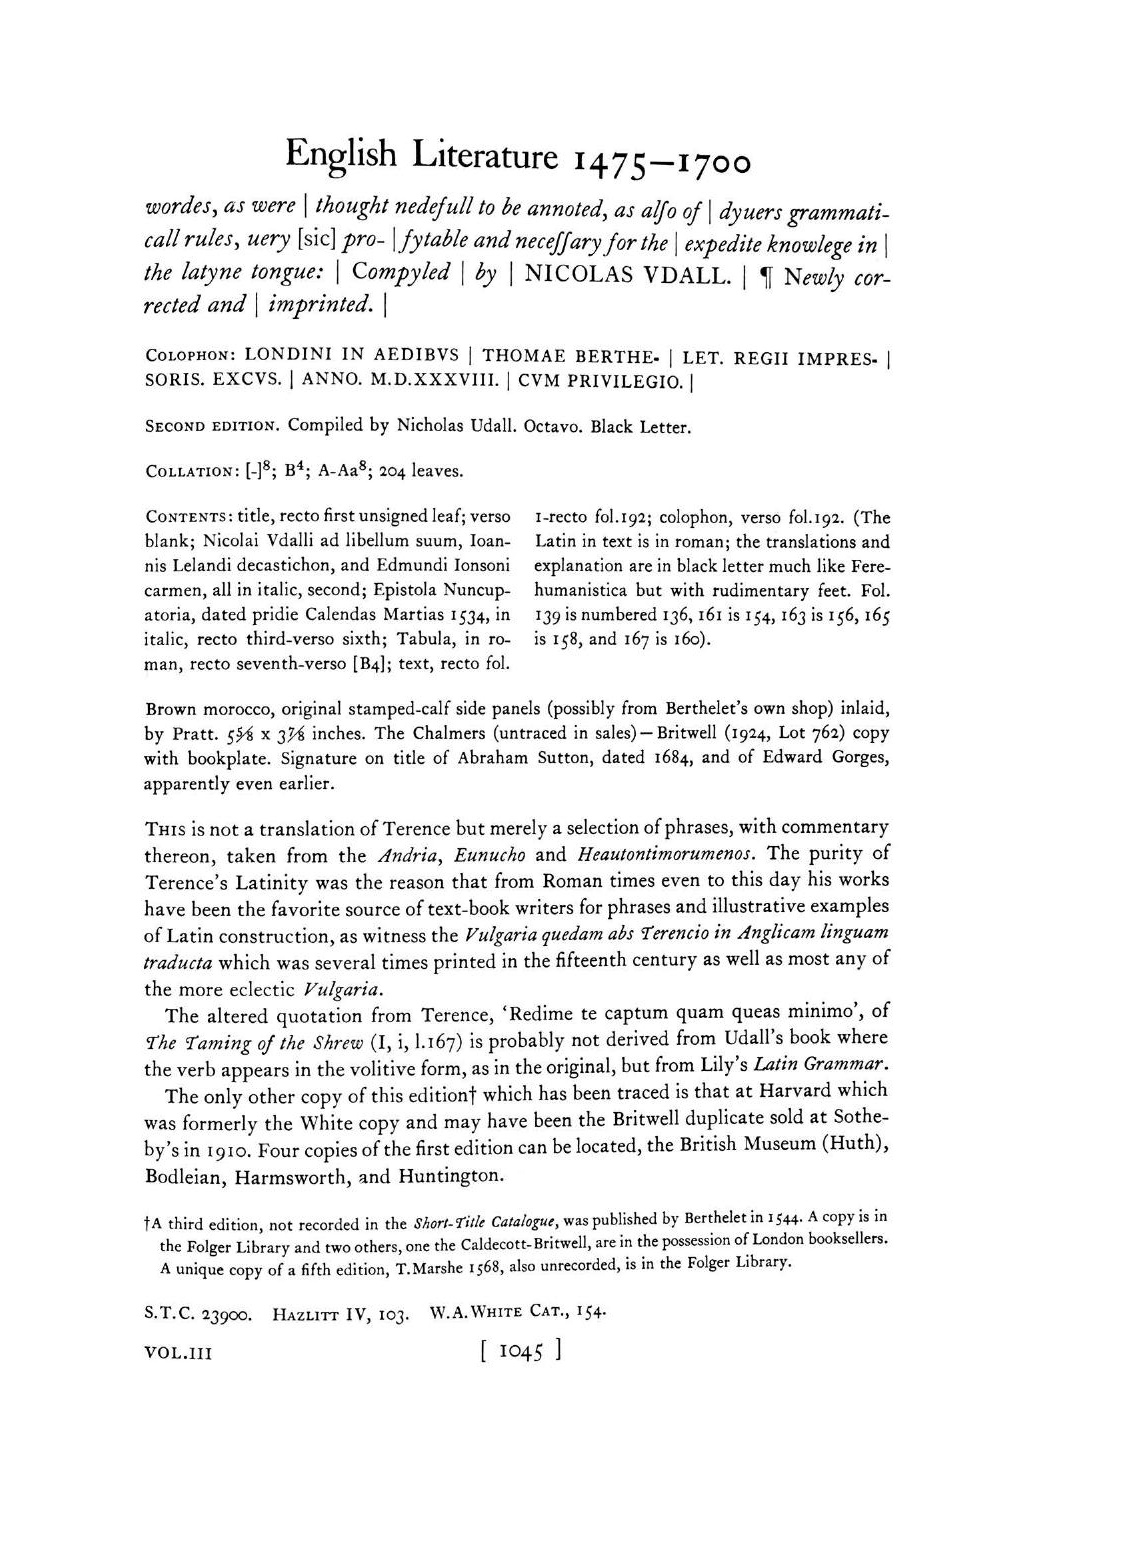 English Literature 1475—1700
wordes, as were | thought nedefull to be annoted, as alſo of | dyuers grammati-
call rules, uery [sic] pro- | fytable and neceſſary for the | expedite knowlege in |
the latyne tongue: | Compyled | by | NICOLAS VDALL. | ¶ Newly cor-
rected and | imprinted. |
COLOPHON: LONDINI IN AEDIBVS | THOMAE BERTHE- | LET. REGII IMPRES- |
SORIS. EXCVS. | ANNO. M.D.XXXVIII. | CVM PRIVILEGIO. |
SECOND EDITION. Compiled by Nicholas Udall. Octavo. Black Letter.
COLLATION: [-]⁸; B⁴; A-Aa⁸; 204 leaves.
CONTENTS: title, recto first unsigned leaf; verso
blank; Nicolai Vdalli ad libellum suum, Ioan-
nis Lelandi decastichon, and Edmundi Ionsoni
carmen, all in italic, second; Epistola Nuncup-
atoria, dated pridie Calendas Martias 1534, in
italic, recto third-verso sixth; Tabula, in ro-
man, recto seventh-verso [B4]; text, recto fol.
1-recto fol.192; colophon, verso fol.192. (The
Latin in text is in roman; the translations and
explanation are in black letter much like Fere-
humanistica but with rudimentary feet. Fol.
139 is numbered 136, 161 is 154, 163 is 156, 165
is 158, and 167 is 160).
Brown morocco, original stamped-calf side panels (possibly from Berthelet's own shop) inlaid,
by Pratt. 5⅝ x 3⅞ inches. The Chalmers (untraced in sales)—Britwell (1924, Lot 762) copy
with bookplate. Signature on title of Abraham Sutton, dated 1684, and of Edward Gorges,
apparently even earlier.
THIS is not a translation of Terence but merely a selection of phrases, with commentary
thereon, taken from the Andria, Eunucho and Heautontimorumenos. The purity of
Terence's Latinity was the reason that from Roman times even to this day his works
have been the favorite source of text-book writers for phrases and illustrative examples
of Latin construction, as witness the Vulgaria quedam abs Terencio in Anglicam linguam
traducta which was several times printed in the fifteenth century as well as most any of
the more eclectic Vulgaria.
The altered quotation from Terence, 'Redime te captum quam queas minimo', of
The Taming of the Shrew (I, i, l.167) is probably not derived from Udall's book where
the verb appears in the volitive form, as in the original, but from Lily's Latin Grammar.
The only other copy of this edition† which has been traced is that at Harvard which
was formerly the White copy and may have been the Britwell duplicate sold at Sothe-
by's in 1910. Four copies of the first edition can be located, the British Museum (Huth),
Bodleian, Harmsworth, and Huntington.
†A third edition, not recorded in the Short-Title Catalogue, was published by Berthelet in 1544. A copy is in
the Folger Library and two others, one the Caldecott-Britwell, are in the possession of London booksellers.
A unique copy of a fifth edition, T.Marshe 1568, also unrecorded, is in the Folger Library.
S.T.C. 23900. HAZLITT IV, 103. W.A.WHITE CAT., 154.
VOL.III [ 1045 ]